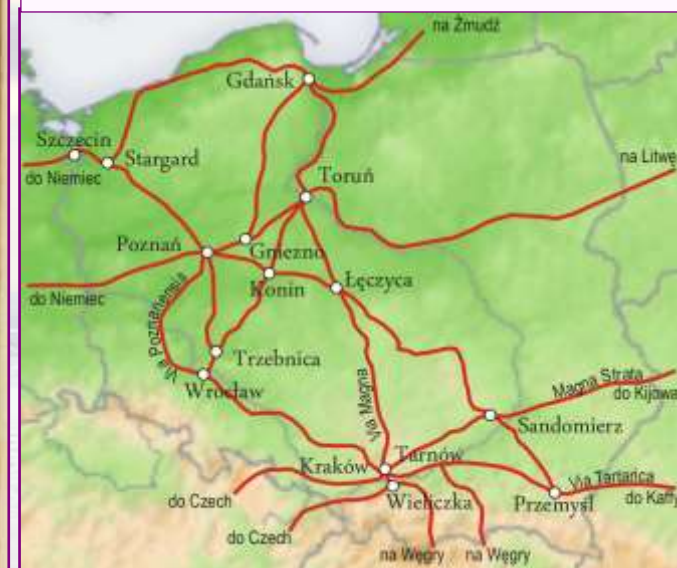 na Żmudź
Gdańsk
Szczecin
Stargard
do Niemiec
na Litwę
Toruń
Poznań
Gniezno
Konin
Łęczyca
do Niemiec
Via Poznaniensia
Trzebnica
Wrocław
Via Magna
Magna Strata
do Kijowa
Sandomierz
Kraków
Tarnów
Wieliczka
Przemyśl
Via Tartarica
do Kaffy
do Czech
do Czech
na Węgry
na Węgry